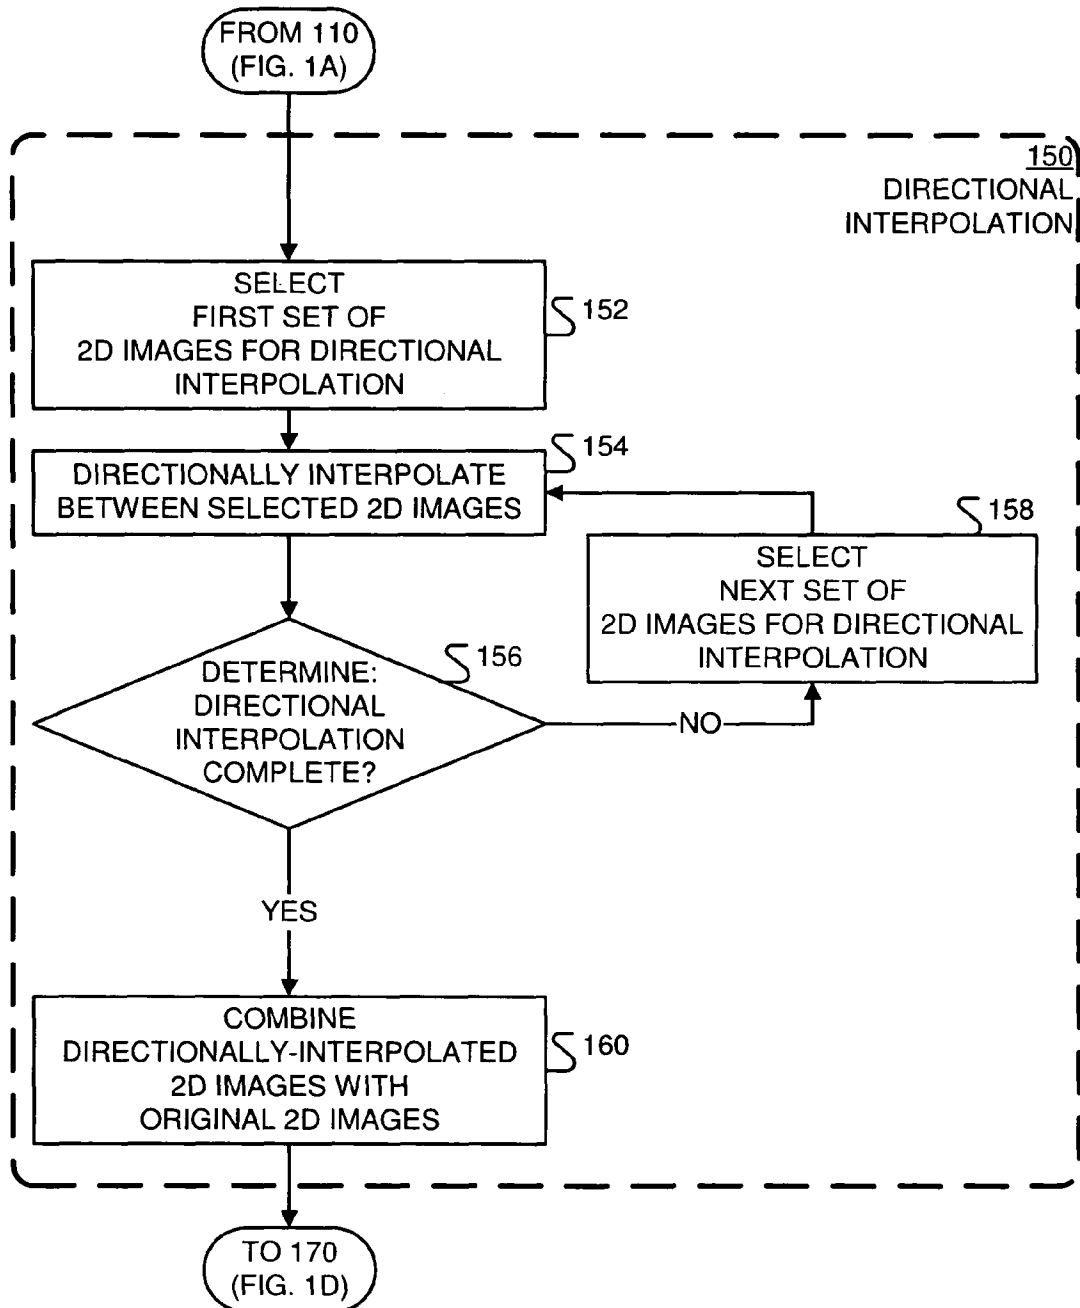 FROM 110
(FIG. 1A)
150
DIRECTIONAL
INTERPOLATION
SELECT
FIRST SET OF
2D IMAGES FOR DIRECTIONAL
INTERPOLATION
152
DIRECTIONALLY INTERPOLATE
BETWEEN SELECTED 2D IMAGES
154
SELECT
NEXT SET OF
2D IMAGES FOR DIRECTIONAL
INTERPOLATION
158
DETERMINE:
DIRECTIONAL
INTERPOLATION
COMPLETE?
156
NO
YES
COMBINE
DIRECTIONALLY-INTERPOLATED
2D IMAGES WITH
ORIGINAL 2D IMAGES
160
TO 170
(FIG. 1D)